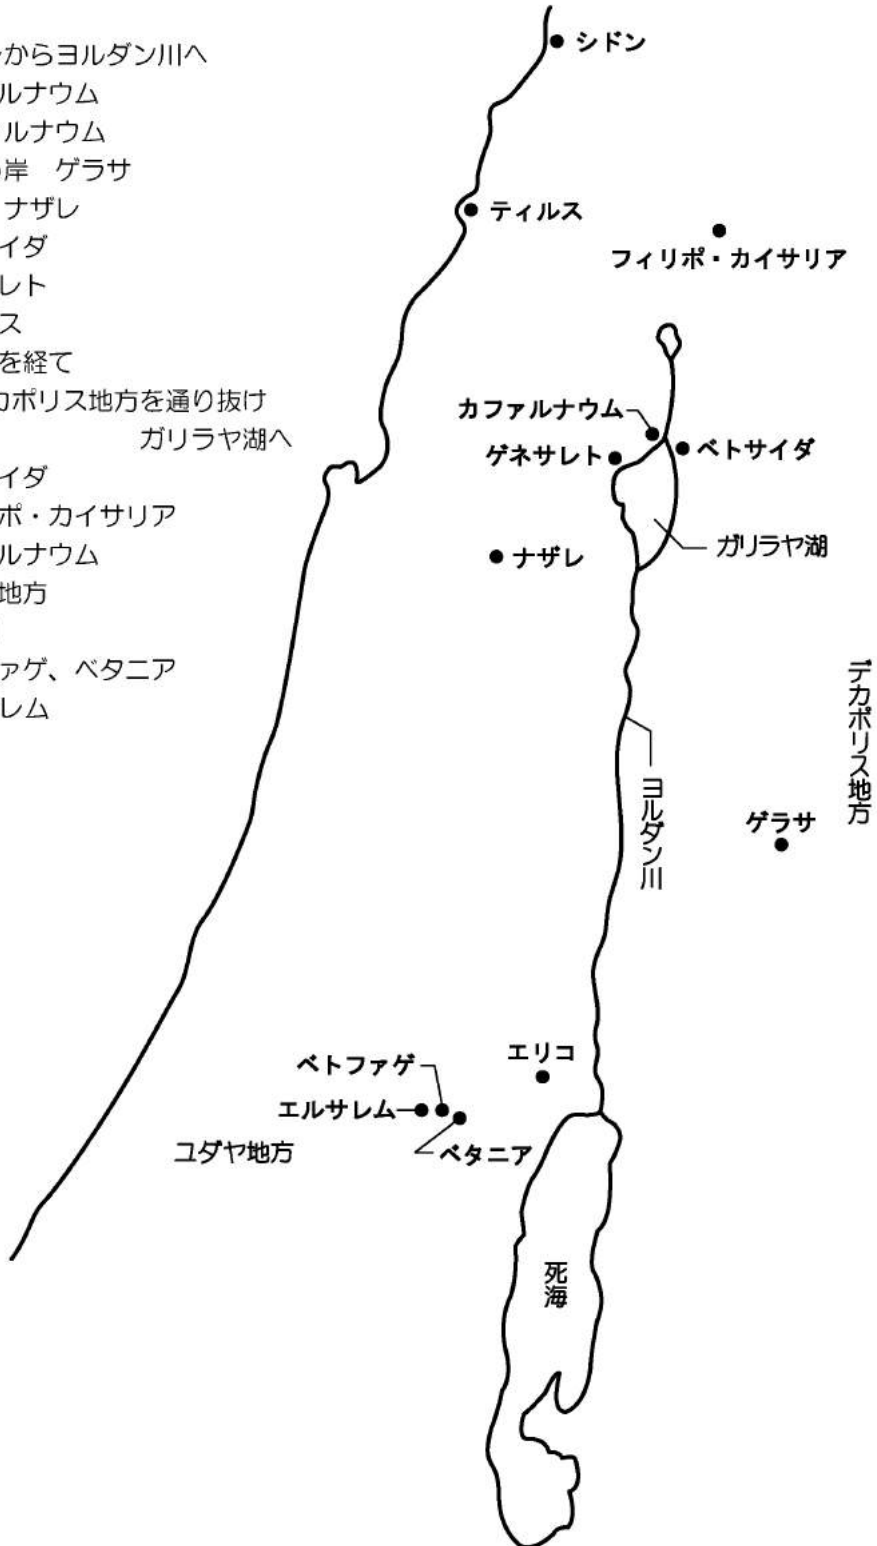 からヨルダン川へ
ルナウム
ルナウム
岸　ゲラサ
ナザレ
イダ
レト
ス
を経て
カポリス地方を通り抜け
ガリラヤ湖へ
イダ
ポ・カイサリア
ルナウム
地方
ァゲ、ベタニア
レム
シドン
ティルス
フィリポ・カイサリア
カファルナウム
ゲネサレト
ベトサイダ
ガリラヤ湖
ナザレ
デカポリス地方
ヨルダン川
ゲラサ
エリコ
ベトファゲ
エルサレム
ベタニア
ユダヤ地方
死海